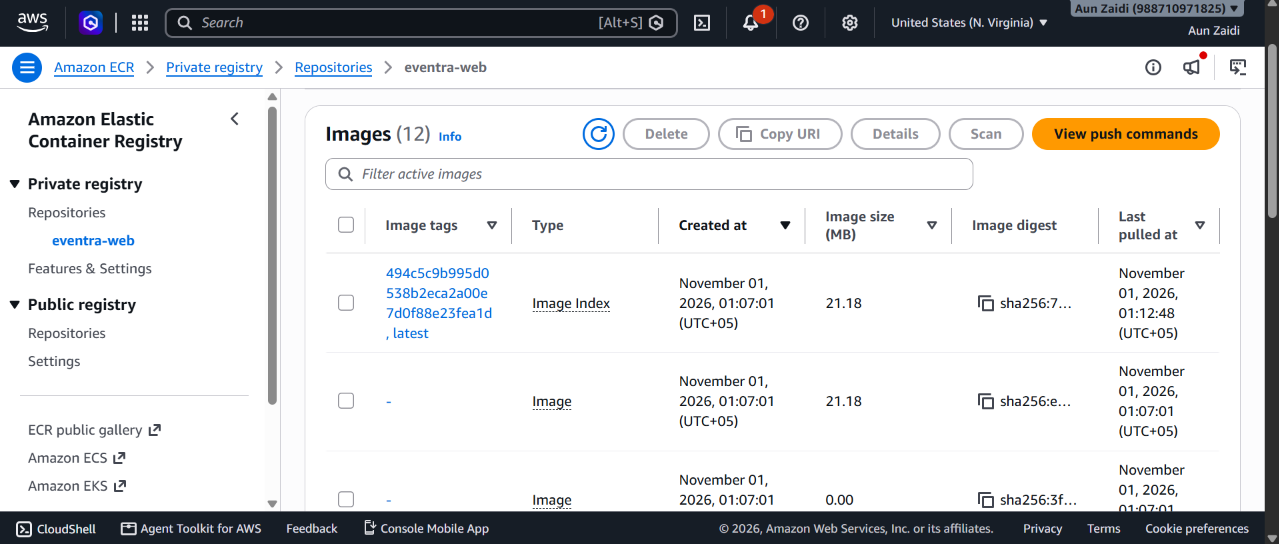 aws
Search
[Alt+S]
1
United States (N. Virginia) ▼
Aun Zaidi (988710971825) ▼
Aun Zaidi
Amazon ECR > Private registry > Repositories > eventra-web
Amazon Elastic
Container Registry
Private registry
Repositories
eventra-web
Features & Settings
Public registry
Repositories
Settings
ECR public gallery
Amazon ECS
Amazon EKS
Images (12) Info
Delete
Copy URI
Details
Scan
View push commands
Filter active images
Image tags
Type
Created at
Image size
(MB)
Image digest
Last
pulled at
494c5c9b995d0
538b2eca2a00e
7d0f88e23fea1d
, latest
Image Index
November 01,
2026, 01:07:01
(UTC+05)
21.18
sha256:7...
November
01, 2026,
01:12:48
(UTC+05)
-
Image
November 01,
2026, 01:07:01
(UTC+05)
21.18
sha256:e...
November
01, 2026,
01:07:01
(UTC+05)
-
Image
November 01,
2026, 01:07:01
0.00
sha256:3f...
November
01, 2026,
01:07:01
CloudShell
Agent Toolkit for AWS
Feedback
Console Mobile App
© 2026, Amazon Web Services, Inc. or its affiliates.
Privacy
Terms
Cookie preferences